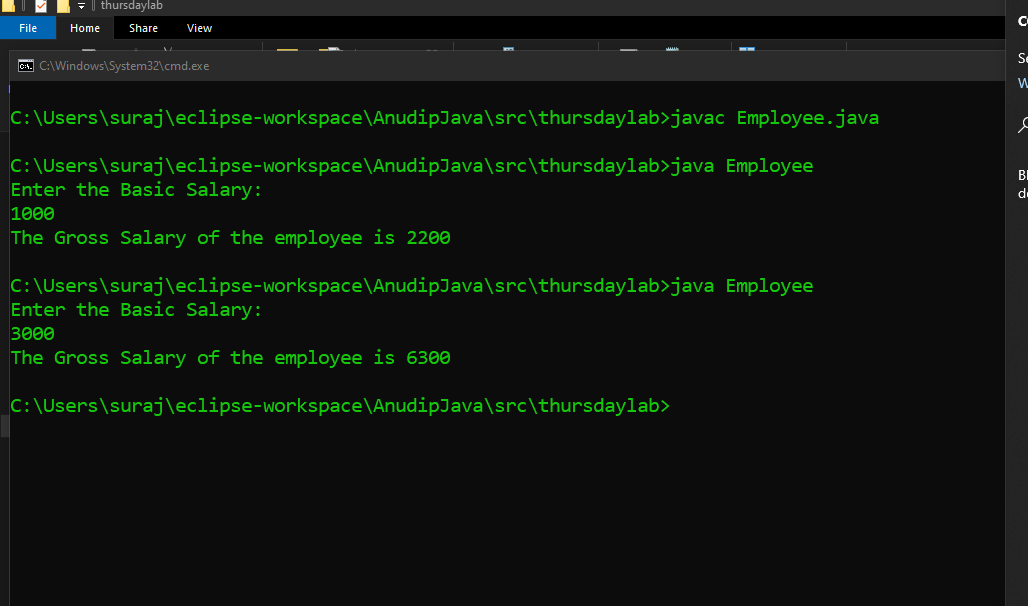 thursdaylab
File Home Share View
C:\Windows\System32\cmd.exe
C:\Users\suraj\eclipse-workspace\AnudipJava\src\thursdaylab>javac Employee.java
C:\Users\suraj\eclipse-workspace\AnudipJava\src\thursdaylab>java Employee
Enter the Basic Salary:
1000
The Gross Salary of the employee is 2200
C:\Users\suraj\eclipse-workspace\AnudipJava\src\thursdaylab>java Employee
Enter the Basic Salary:
3000
The Gross Salary of the employee is 6300
C:\Users\suraj\eclipse-workspace\AnudipJava\src\thursdaylab>